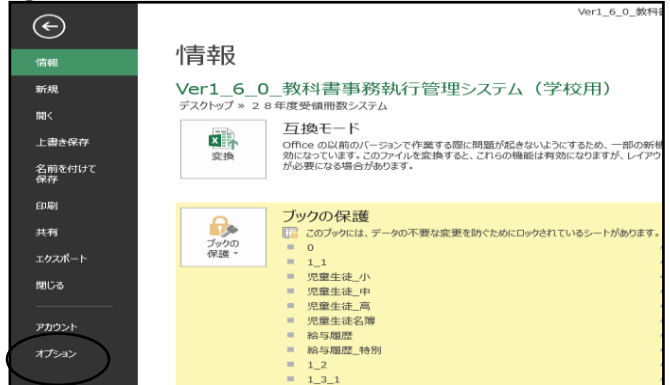 Ver1_6_0_教科書
情報
情報
新規
開く
上書き保存
名前を付けて
保存
印刷
共有
エクスポート
閉じる
アカウント
オプション
Ver1_6_0_教科書事務執行管理システム（学校用）
デスクトップ » ２８年度受領冊数システム
変換
互換モード
Office の以前のバージョンで作業する際に問題が起きないようにするため、一部の新機
効になっています。このファイルを変換すると、これらの機能は有効になりますが、レイアウ
が必要になる場合があります。
ブックの
保護
ブックの保護
このブックには、データの不要な変更を防ぐためにロックされているシートがあります。
0
1_1
児童生徒_小
児童生徒_中
児童生徒_高
児童生徒名簿
給与履歴
給与履歴_特別
1_2
1_3_1